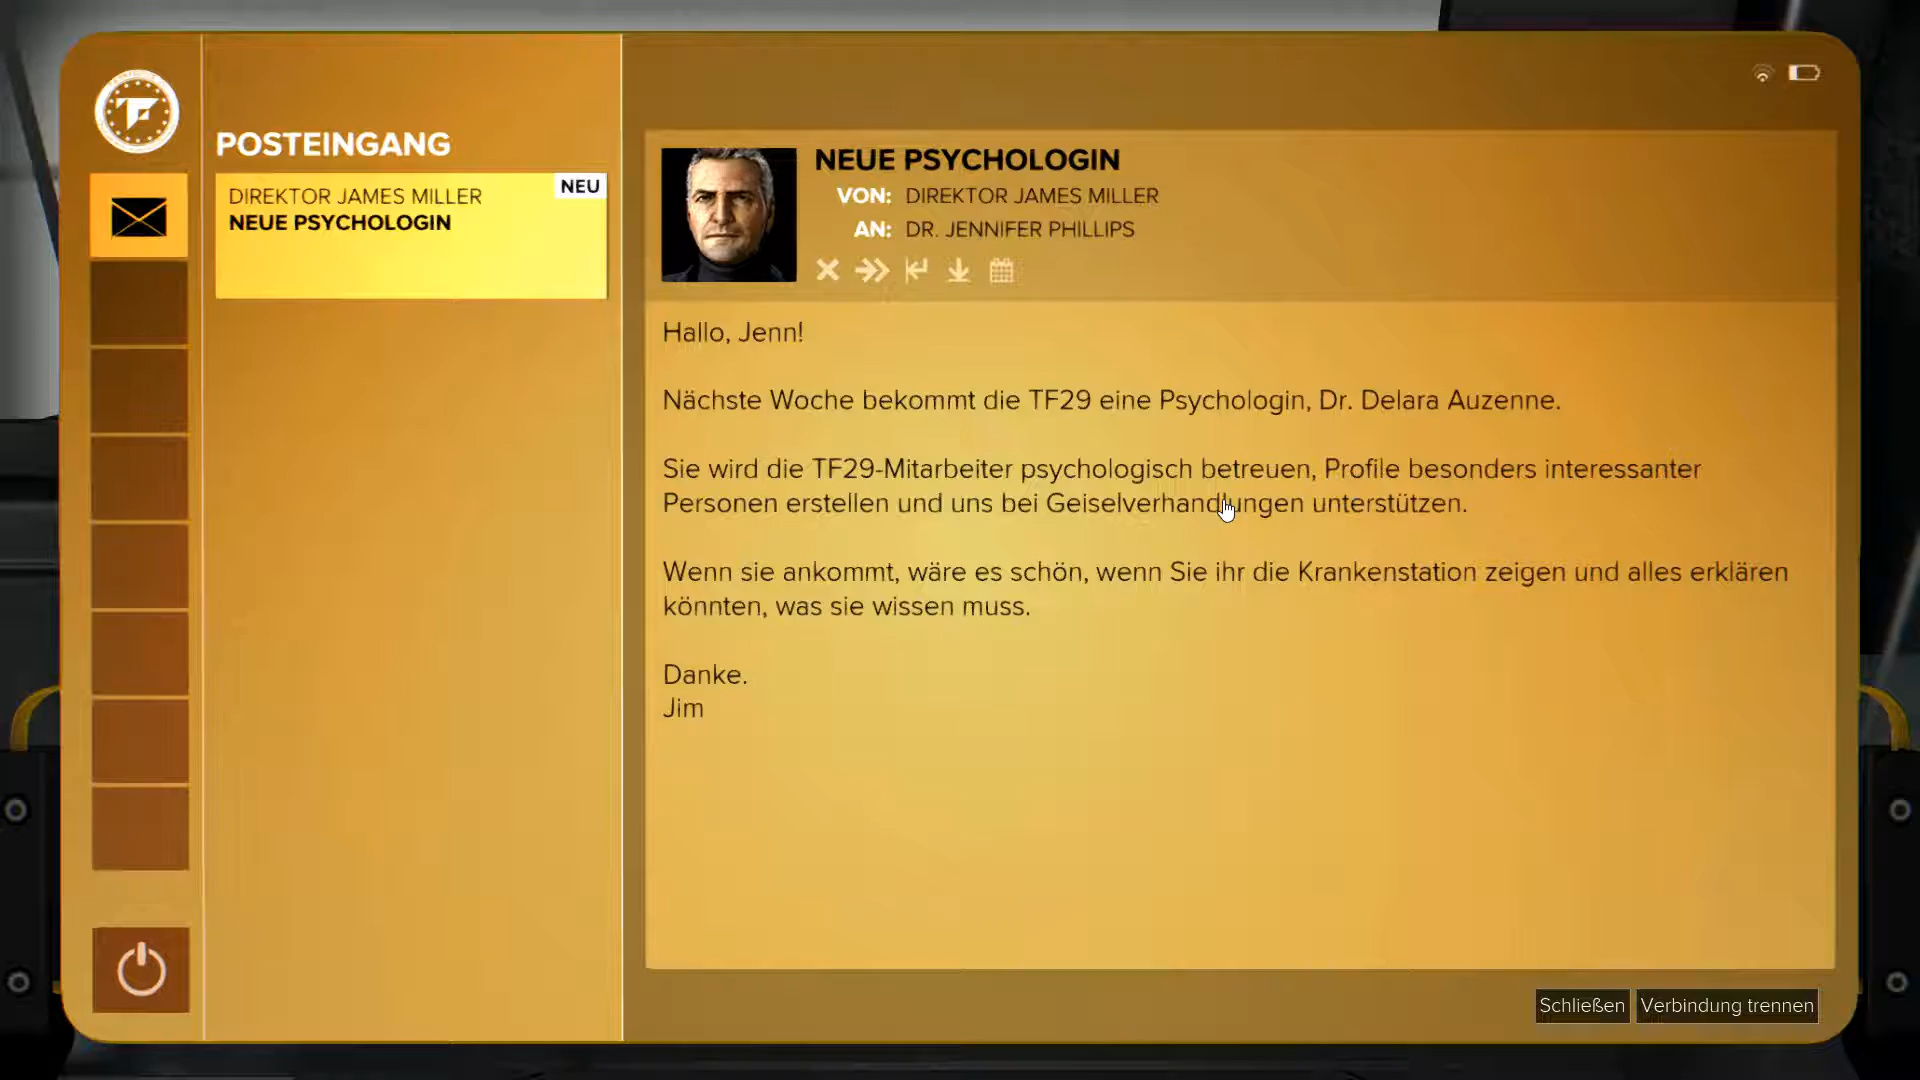 TF
POSTEINGANG
DIREKTOR JAMES MILLER
NEU
NEUE PSYCHOLOGIN
NEUE PSYCHOLOGIN
VON: DIREKTOR JAMES MILLER
AN: DR. JENNIFER PHILLIPS
Hallo, Jenn!
Nächste Woche bekommt die TF29 eine Psychologin, Dr. Delara Auzenne.
Sie wird die TF29-Mitarbeiter psychologisch betreuen, Profile besonders interessanter
Personen erstellen und uns bei Geiselverhandlungen unterstützen.
Wenn sie ankommt, wäre es schön, wenn Sie ihr die Krankenstation zeigen und alles erklären
könnten, was sie wissen muss.
Danke.
Jim
Schließen
Verbindung trennen